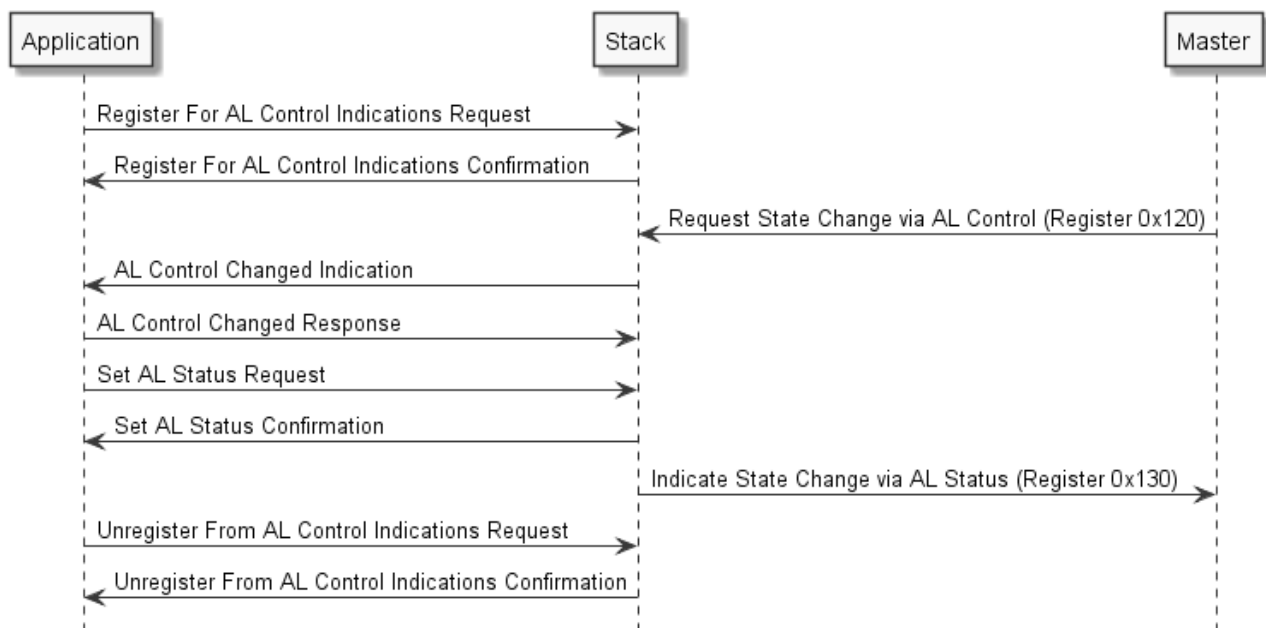 Application
Stack
Master
Register For AL Control Indications Request
Register For AL Control Indications Confirmation
Request State Change via AL Control (Register 0x120)
AL Control Changed Indication
AL Control Changed Response
Set AL Status Request
Set AL Status Confirmation
Indicate State Change via AL Status (Register 0x130)
Unregister From AL Control Indications Request
Unregister From AL Control Indications Confirmation